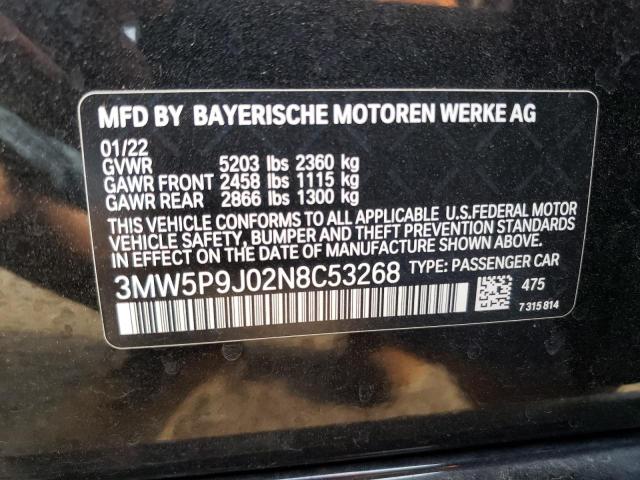 MFD BY BAYERISCHE MOTOREN WERKE AG
01/22
GVWR 5203 lbs 2360 kg
GAWR FRONT 2458 lbs 1115 kg
GAWR REAR 2866 lbs 1300 kg
THIS VEHICLE CONFORMS TO ALL APPLICABLE U.S.FEDERAL MOTOR
VEHICLE SAFETY, BUMPER, AND THEFT PREVENTION STANDARDS
IN EFFECT ON THE DATE OF MANUFACTURE SHOWN ABOVE.
3MW5P9J02N8C53268 TYPE: PASSENGER CAR
475
7 315 814